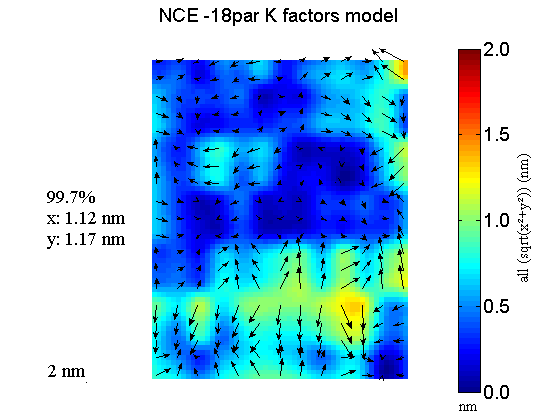 NCE -18par K factors model
99.7%
x: 1.12 nm
y: 1.17 nm
2 nm
2.0
1.5
1.0
0.5
0.0
nm
all (sqrt(x²+y²)) (nm)